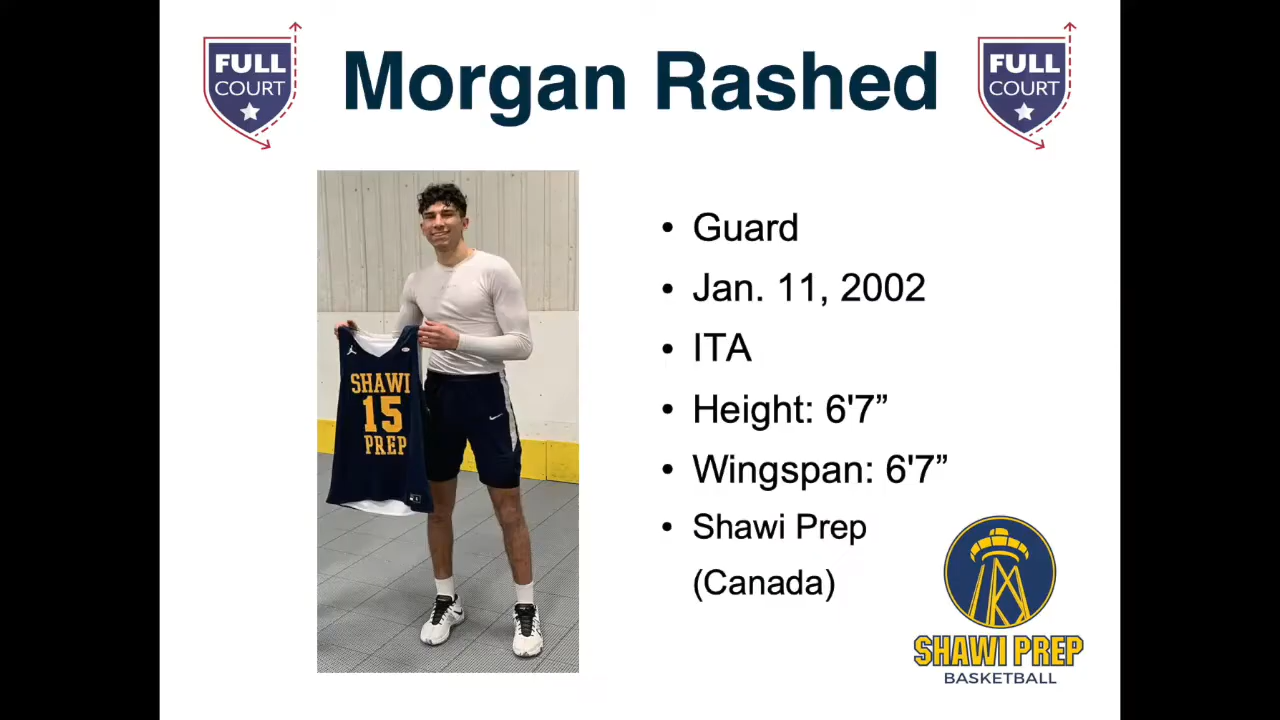 FULL
COURT
Morgan Rashed
FULL
COURT
SHAWI
15
PREP
• Guard
• Jan. 11, 2002
• ITA
• Height: 6'7”
• Wingspan: 6'7”
• Shawi Prep
(Canada)
SHAWI PREP
BASKETBALL